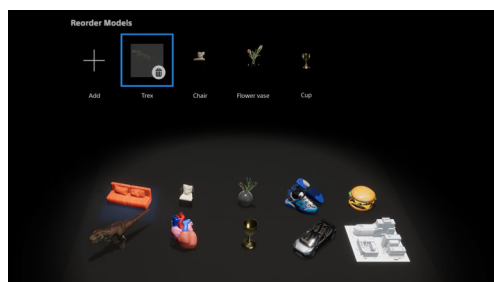 Reorder Models
Add
Trex
Chair
Flower vase
Cup